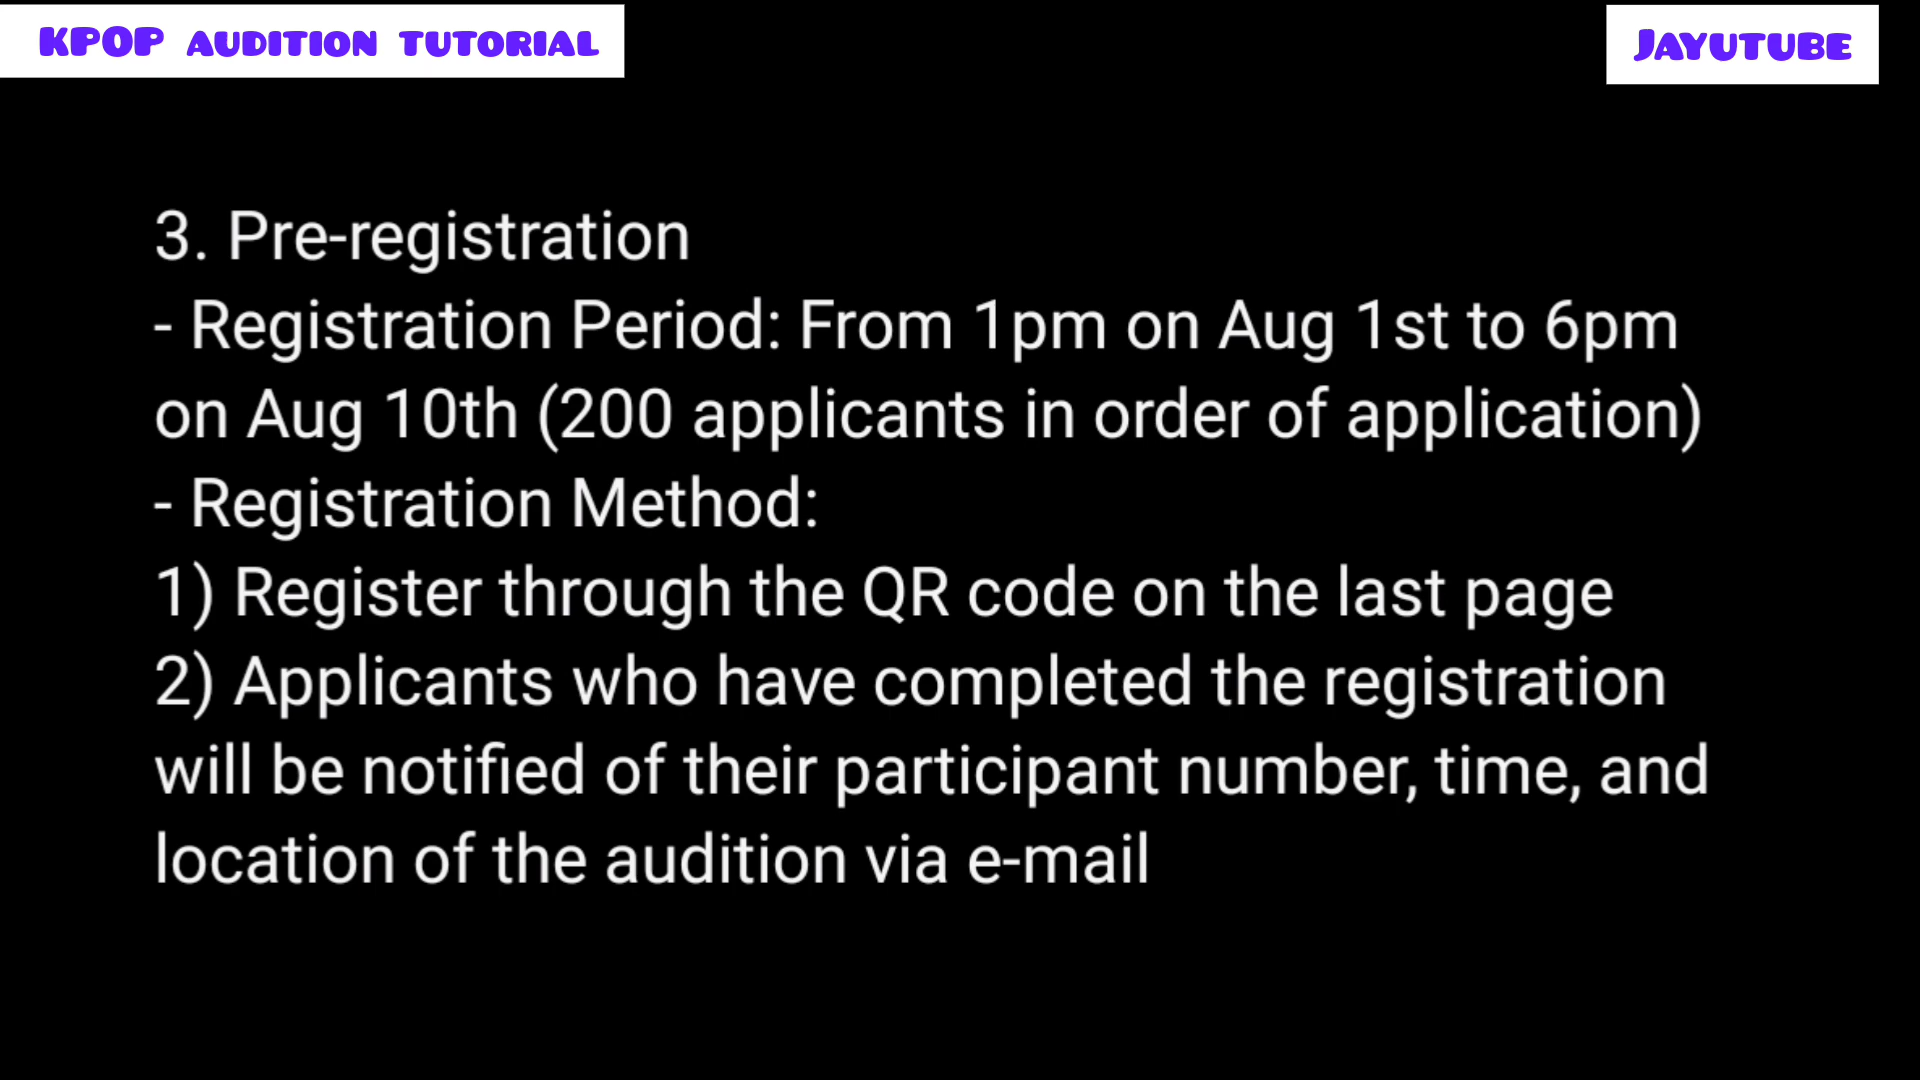 KPOP AUDITION TUTORIAL
JAYUTUBE
3. Pre-registration
- Registration Period: From 1pm on Aug 1st to 6pm
on Aug 10th (200 applicants in order of application)
- Registration Method:
1) Register through the QR code on the last page
2) Applicants who have completed the registration
will be notified of their participant number, time, and
location of the audition via e-mail